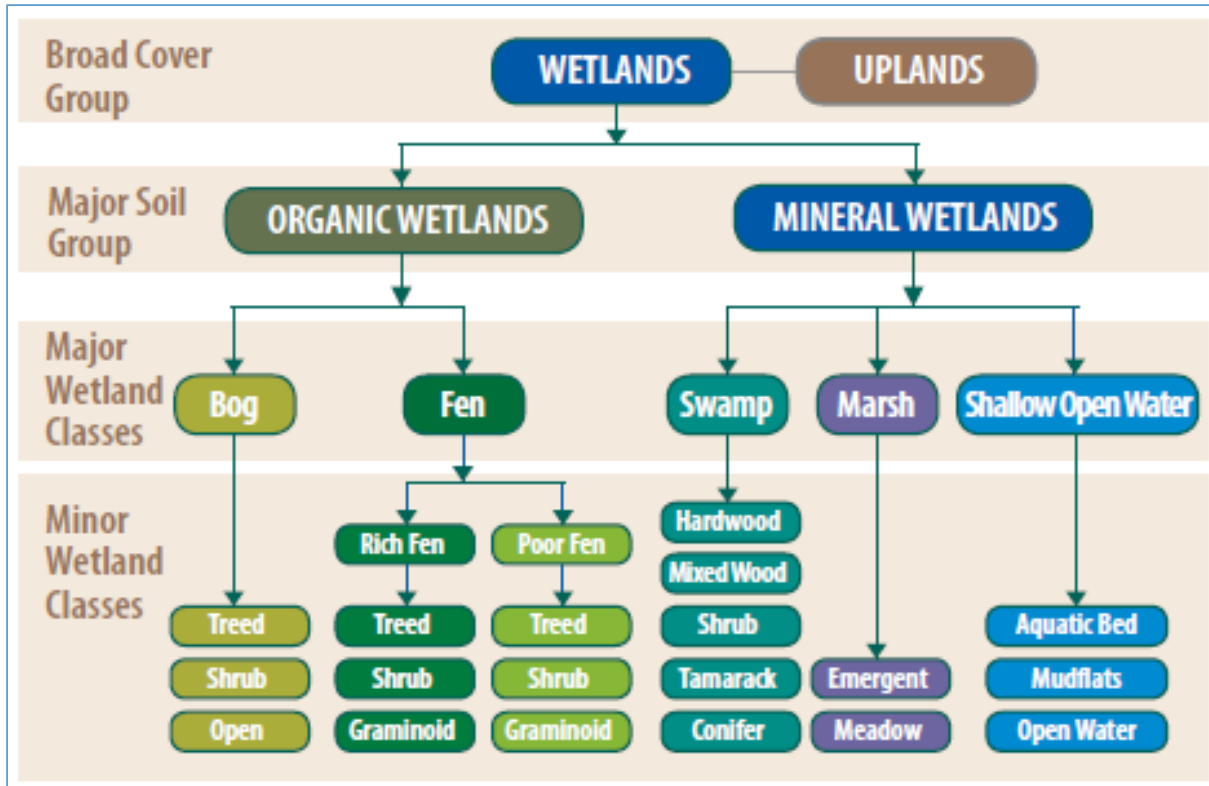 Broad Cover
Group
WETLANDS
UPLANDS
Major Soil
Group
ORGANIC WETLANDS
MINERAL WETLANDS
Major
Wetland
Classes
Bog
Fen
Swamp
Marsh
Shallow Open Water
Minor
Wetland
Classes
Rich Fen
Poor Fen
Treed
Shrub
Open
Treed
Shrub
Graminoid
Treed
Shrub
Graminoid
Hardwood
Mixed Wood
Shrub
Tamarack
Conifer
Emergent
Meadow
Aquatic Bed
Mudflats
Open Water